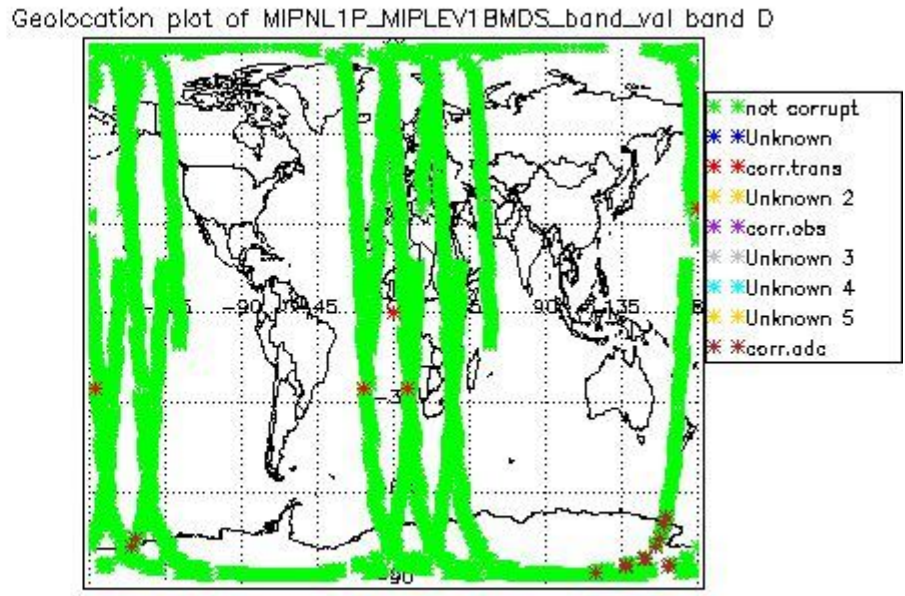 Geolocation plot of MIPNL1P_MIPLEV1BMDS_band_val band D
not corrupt
Unknown
corr.trans
Unknown 2
corr.obs
Unknown 3
Unknown 4
Unknown 5
corr.adc
-90
45
90
135
-3
-90